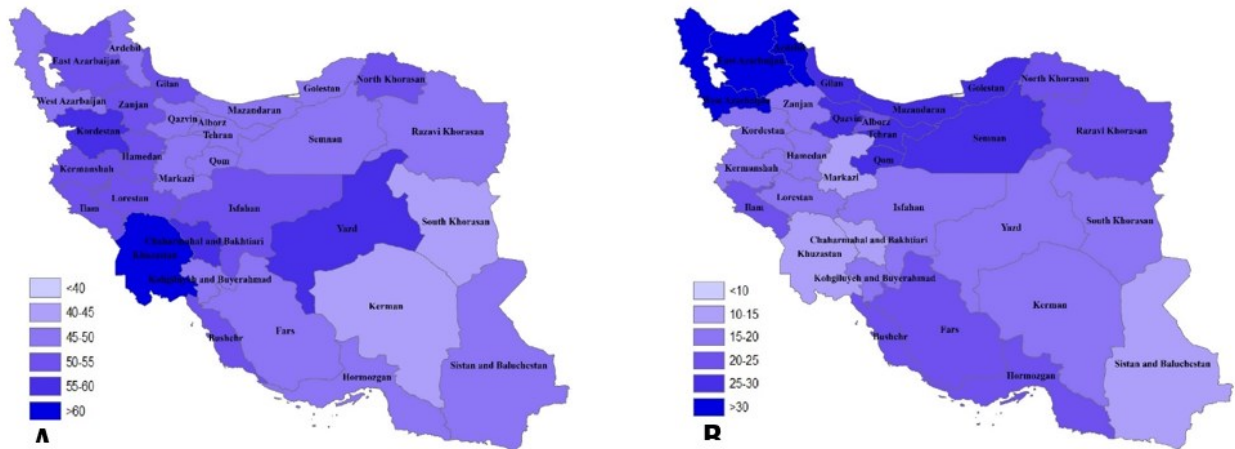 Ardebil
East Azarbaijan
Gilan
North Khorasan
Golestan
West Azarbaijan
Zanjan
Mazandaran
Qazvin
Alborz
Tehran
Razavi Khorasan
Kordestan
Semnan
Hamedan
Qom
Kermanshah
Markazi
Lorestan
Ilam
Isfahan
South Khorasan
Yazd
Chaharmahal and Bakhtiari
Khuzastan
Kohgiluyeh and Buyerahmad
Kerman
Fars
Bushehr
Sistan and Baluchestan
Hormozgan
<40
40-45
45-50
50-55
55-60
>60
A
East Azarbaijan
Gilan
North Khorasan
Golestan
Zanjan
Mazandaran
Qazvin
Alborz
Tehran
Razavi Khorasan
Kordestan
Semnan
Hamedan
Qom
Kermanshah
Markazi
Lorestan
Ilam
Isfahan
South Khorasan
Yazd
Chaharmahal and Bakhtiari
Khuzastan
Kohgiluyeh and Buyerahmad
Kerman
Fars
Bushehr
Sistan and Baluchestan
Hormozgan
<10
10-15
15-20
20-25
25-30
>30
B